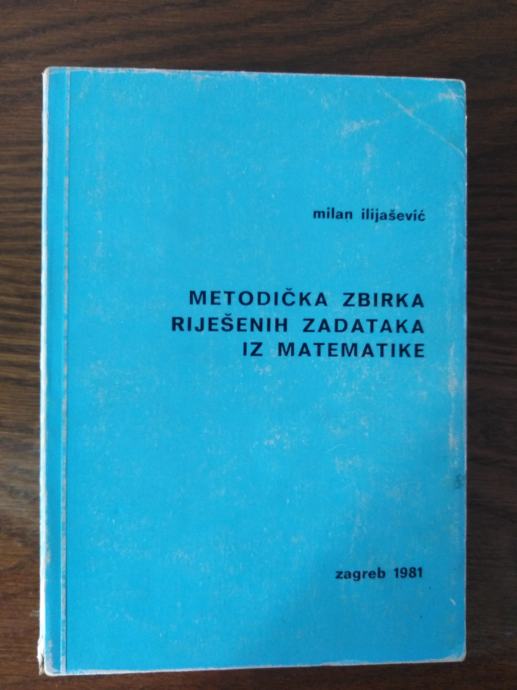 milan ilijašević
METODIČKA ZBIRKA
RIJEŠENIH ZADATAKA
IZ MATEMATIKE
zagreb 1981